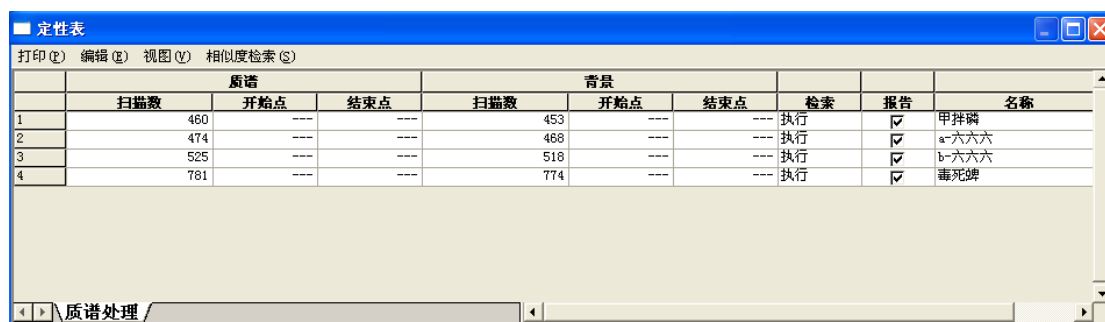 定性表
打印(P) 编辑(E) 视图(V) 相似度检索(S)
质谱 背景
扫描数 开始点 结束点 扫描数 开始点 结束点 检索 报告 名称
1 460 --- --- 453 --- --- 执行 甲拌磷
2 474 --- --- 468 --- --- 执行 a-六六六
3 525 --- --- 518 --- --- 执行 b-六六六
4 781 --- --- 774 --- --- 执行 毒死蜱
质谱处理